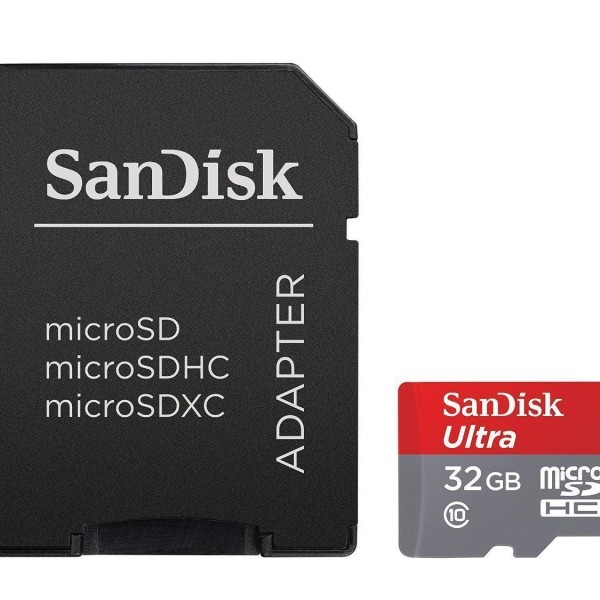 SanDisk
microSD
microSDHC
microSDXC
ADAPTER
SanDisk
Ultra
32GB
micro
SD
HC
10